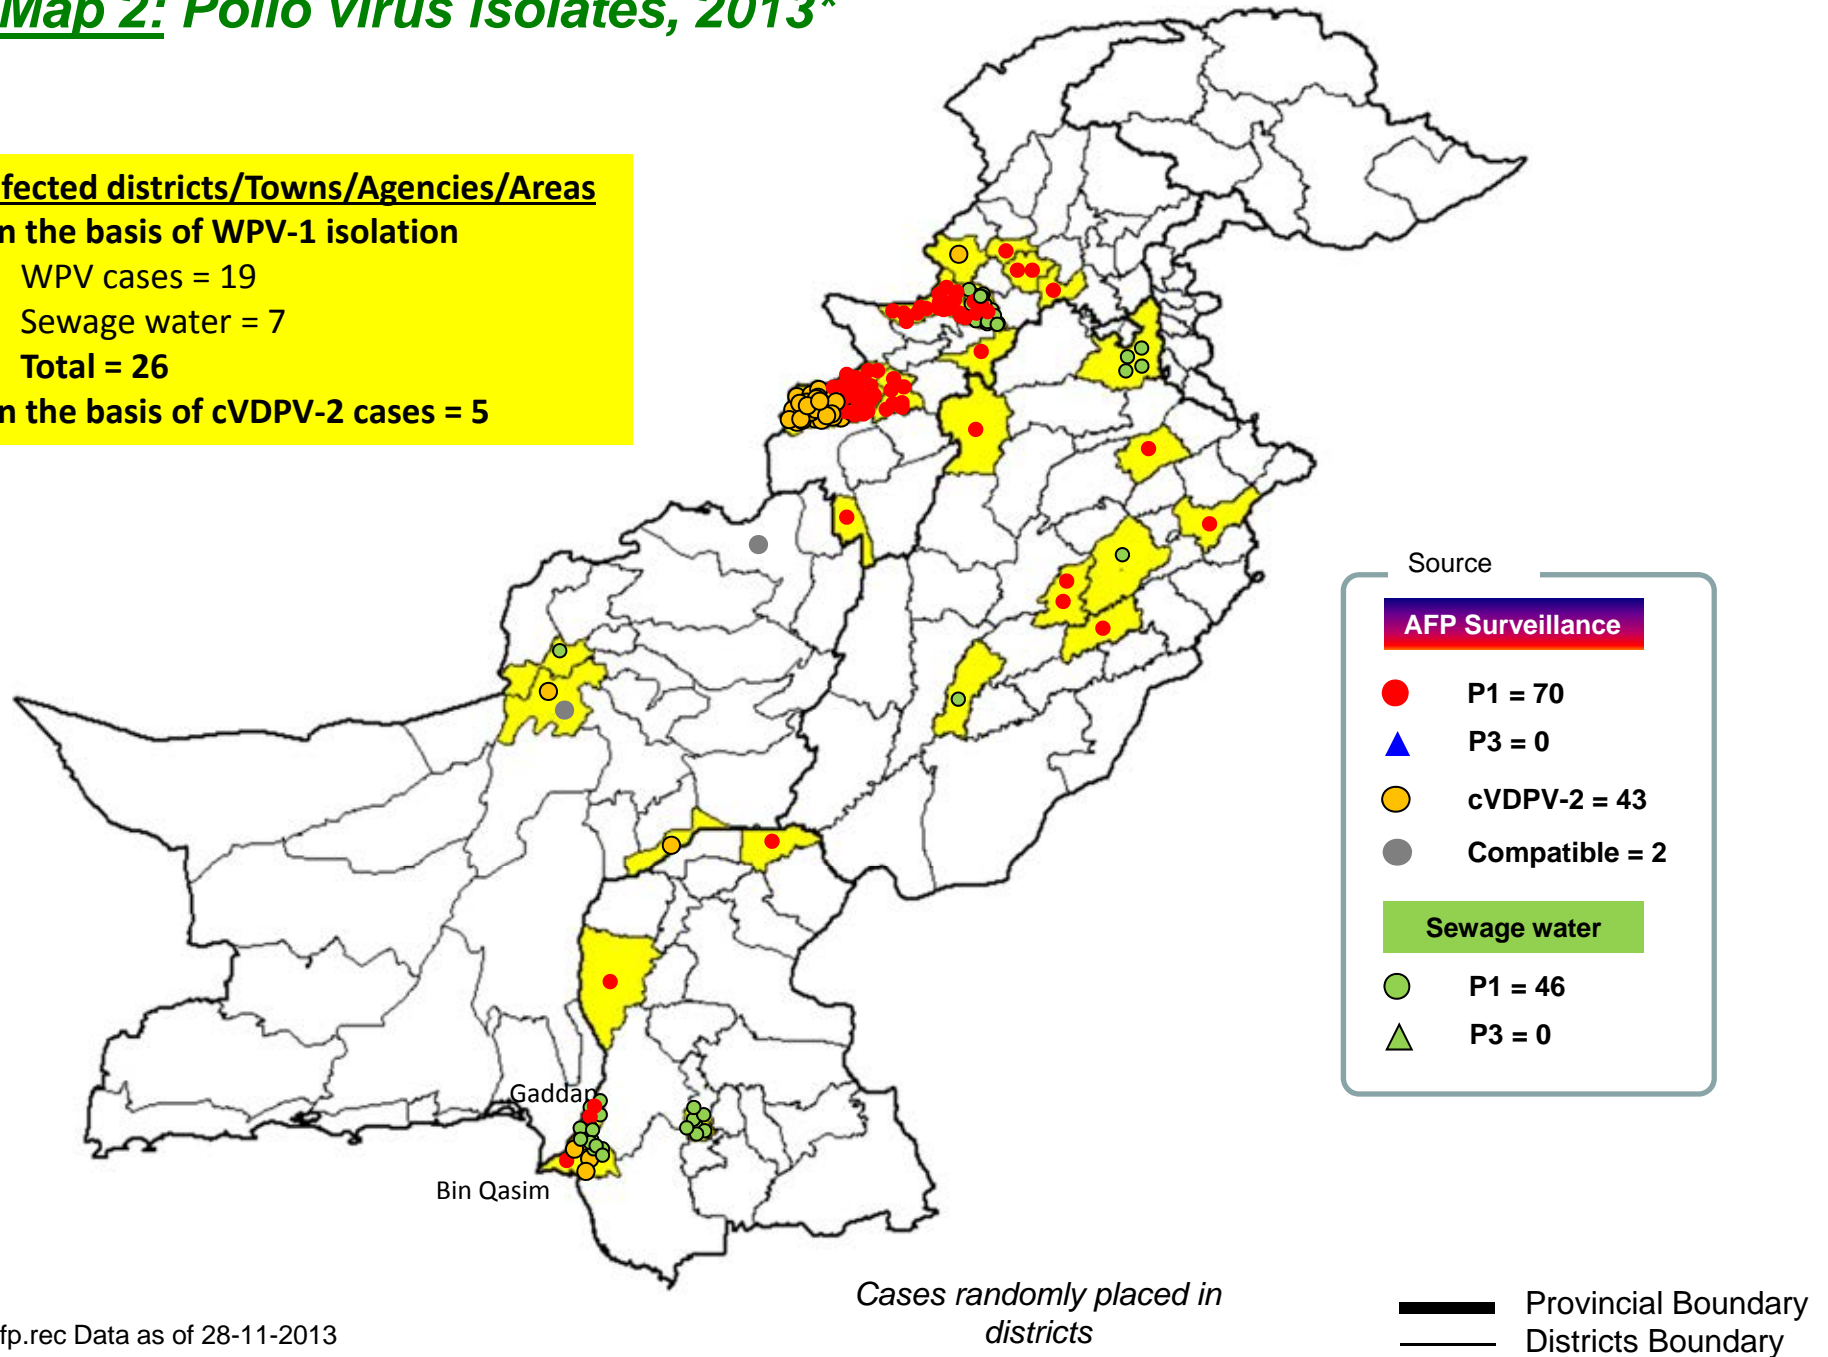 Map 2: Polio virus isolates, 2013*
fected districts/Towns/Agencies/Areas
n the basis of WPV-1 isolation
WPV cases = 19
Sewage water = 7
Total = 26
n the basis of cVDPV-2 cases = 5
Source
AFP Surveillance
P1 = 70
P3 = 0
cVDPV-2 = 43
Compatible = 2
Sewage water
P1 = 46
P3 = 0
Gaddap
Bin Qasim
Cases randomly placed in
districts
Provincial Boundary
Districts Boundary
fp.rec Data as of 28-11-2013